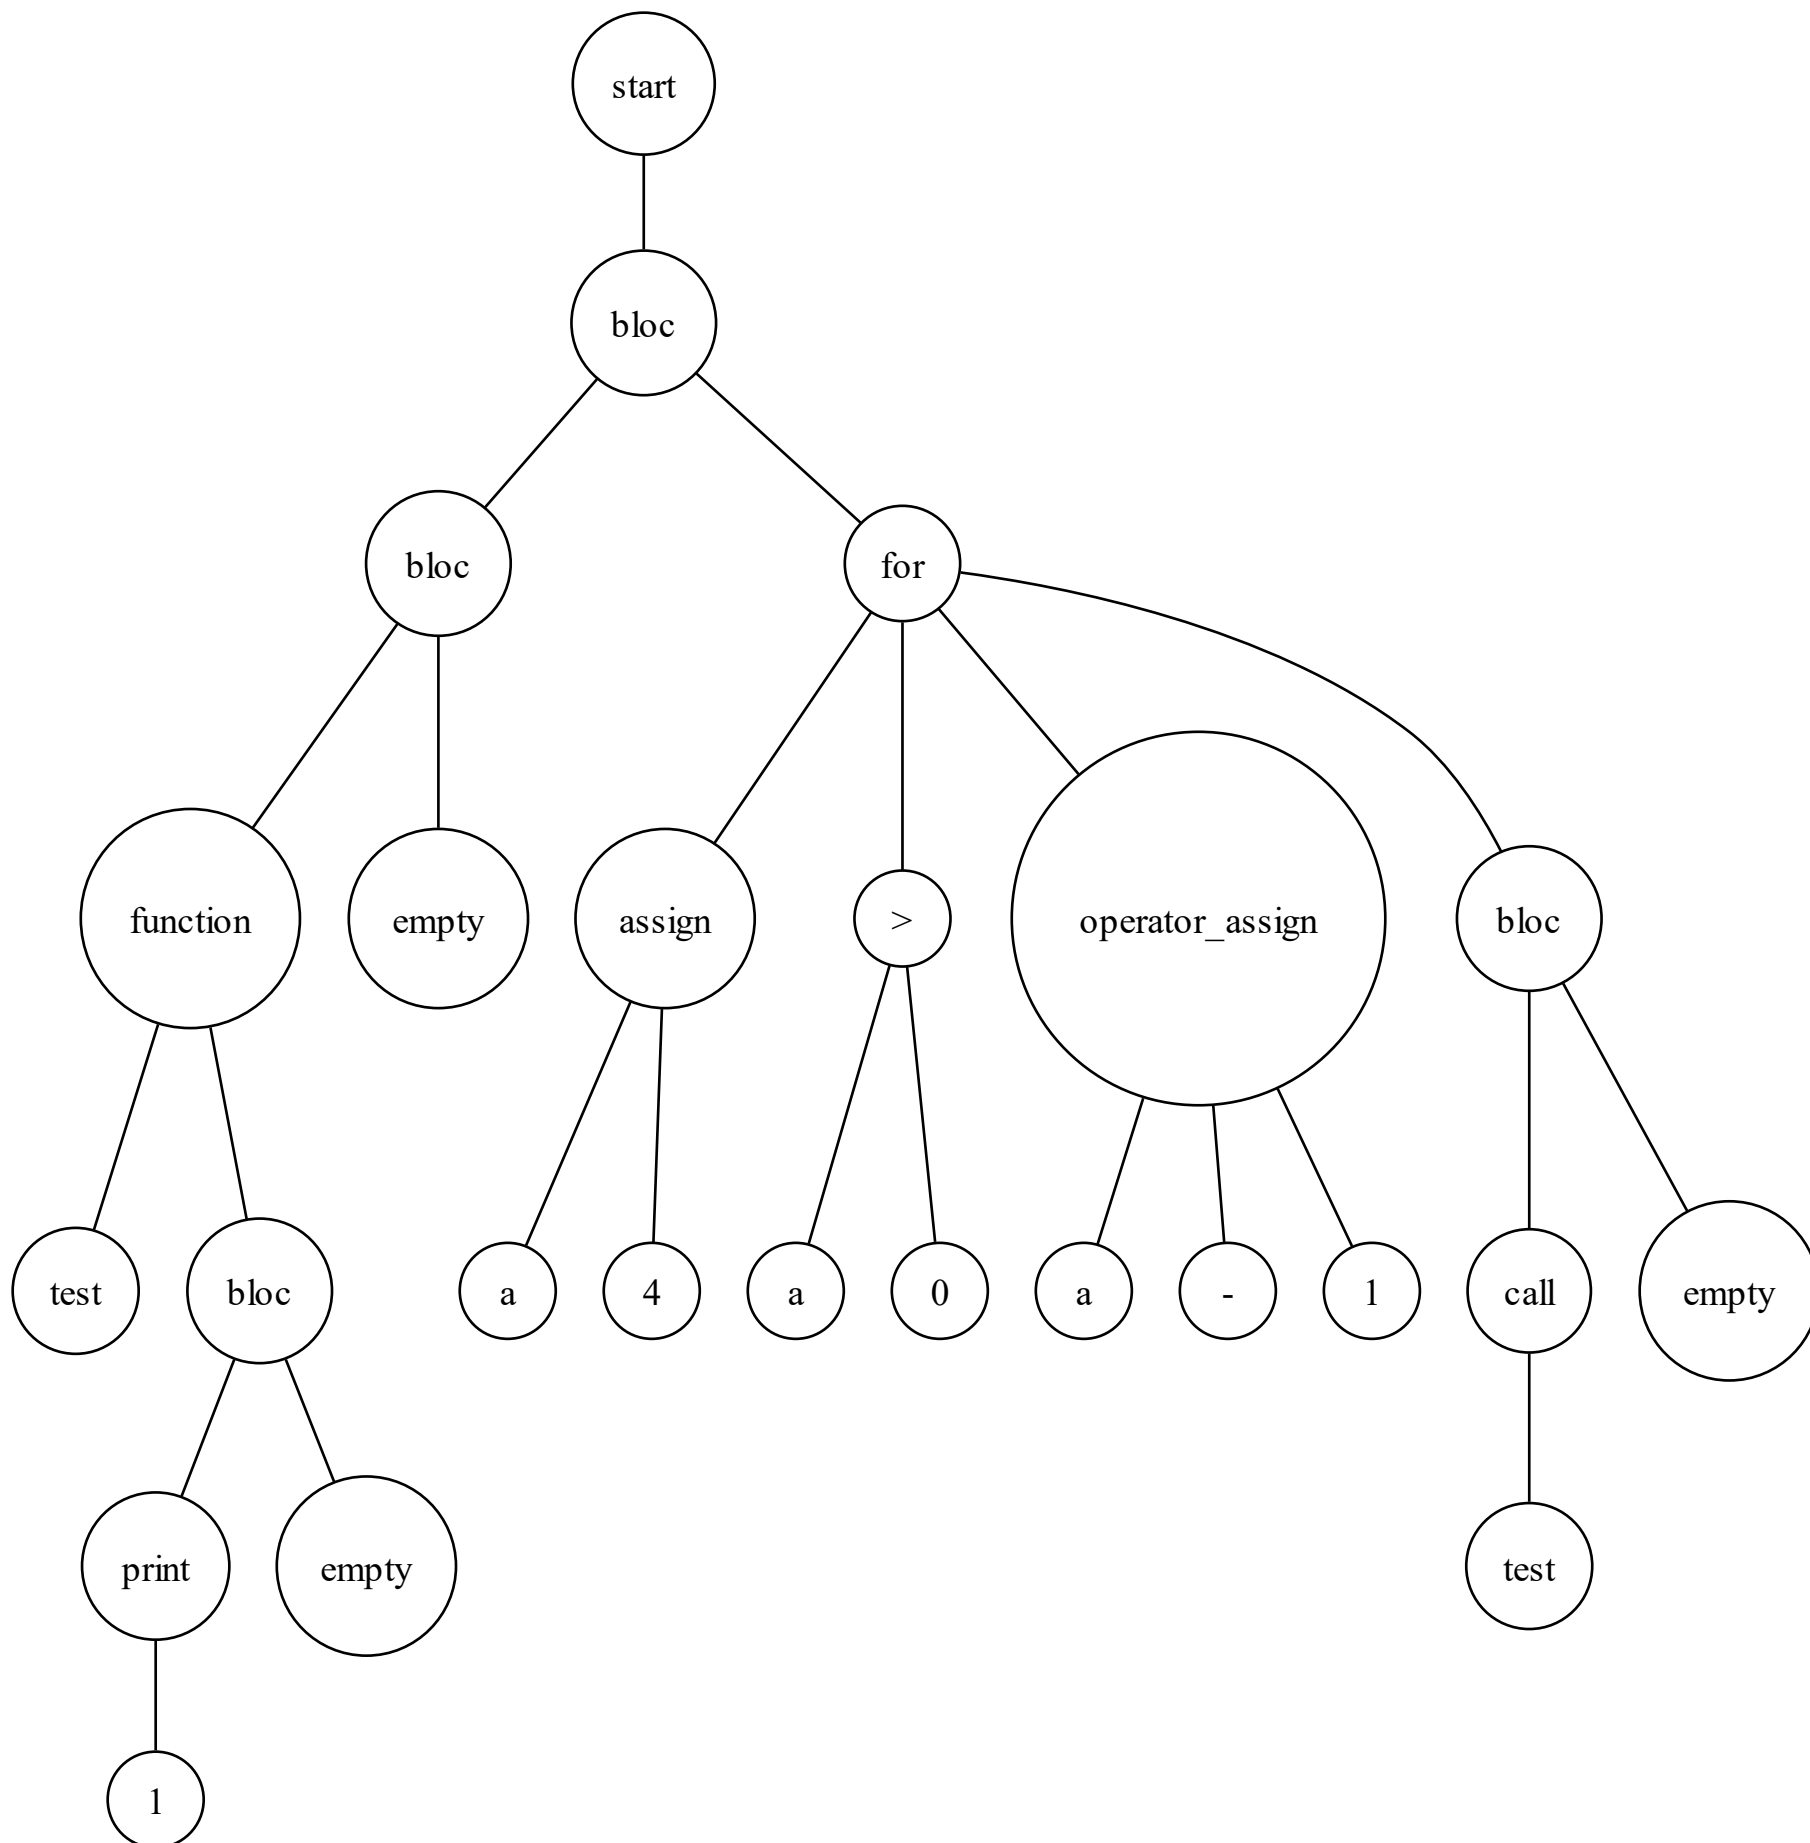 start
bloc
bloc
for
function
empty
assign
>
operator_assign
bloc
test
bloc
a
4
a
0
a
-
1
call
empty
print
empty
test
1